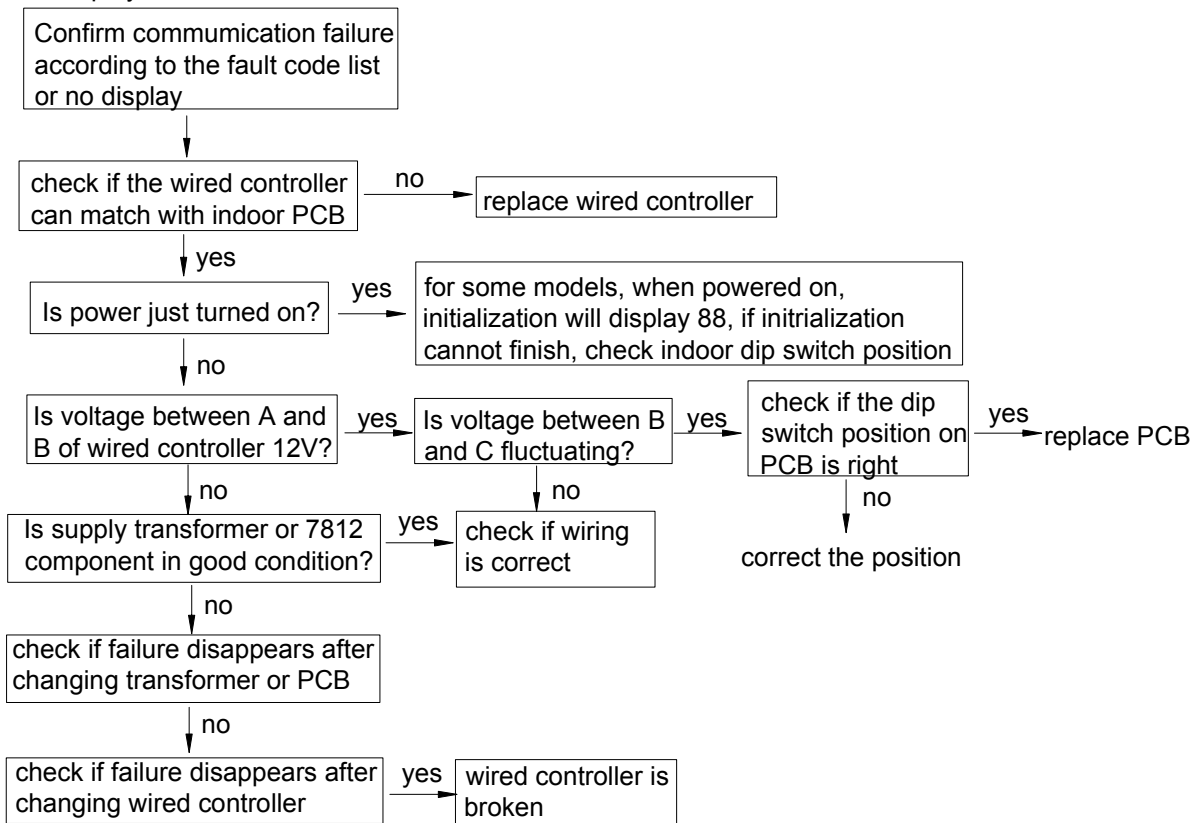 Confirm commumication failure
according to the fault code list
or no display
check if the wired controller
can match with indoor PCB
no
replace wired controller
yes
Is power just turned on?
yes
for some models, when powered on,
initialization will display 88, if initrialization
cannot finish, check indoor dip switch position
no
Is voltage between A and
B of wired controller 12V?
yes
Is voltage between B
and C fluctuating?
yes
check if the dip
switch position on
PCB is right
yes
replace PCB
no
no
no
Is supply transformer or 7812
component in good condition?
yes
check if wiring
is correct
correct the position
no
check if failure disappears after
changing transformer or PCB
no
check if failure disappears after
changing wired controller
yes
wired controller is
broken